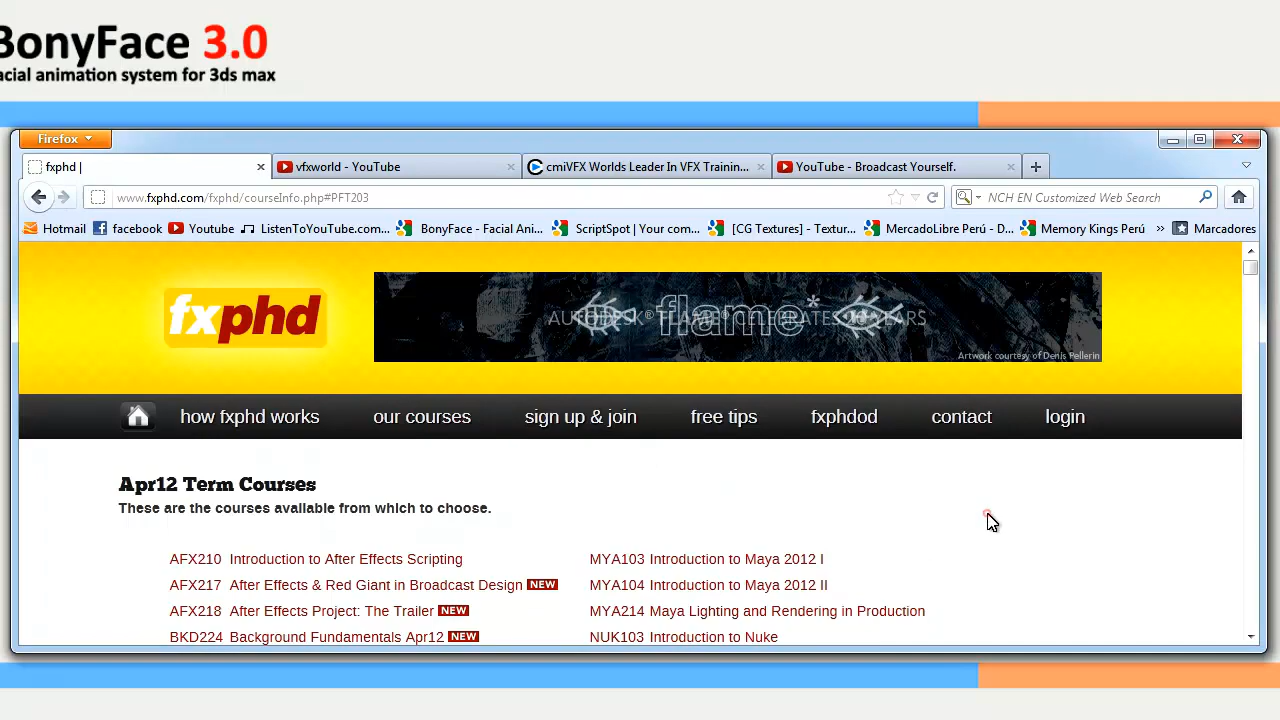 BonyFace 3.0
acial animation system for 3ds max
Firefox
fxphd |
vfxworld - YouTube
cmiVFX Worlds Leader In VFX Trainin...
YouTube - Broadcast Yourself.
www.fxphd.com/fxphd/courseInfo.php#PFT203
NCH EN Customized Web Search
Hotmail facebook Youtube ListenToYouTube.com... BonyFace - Facial Ani... ScriptSpot | Your com... [CG Textures] - Textur... MercadoLibre Perú - D... Memory Kings Perú » Marcadores
fxphd
AUTODESK® FLAME® CELEBRATES 20 YEARS
flame*
Artwork courtesy of Denis Pellerin
how fxphd works our courses sign up & join free tips fxphdod contact login
Apr12 Term Courses
These are the courses available from which to choose.
AFX210 Introduction to After Effects Scripting
AFX217 After Effects & Red Giant in Broadcast Design NEW
AFX218 After Effects Project: The Trailer NEW
BKD224 Background Fundamentals Apr12 NEW
MYA103 Introduction to Maya 2012 I
MYA104 Introduction to Maya 2012 II
MYA214 Maya Lighting and Rendering in Production
NUK103 Introduction to Nuke